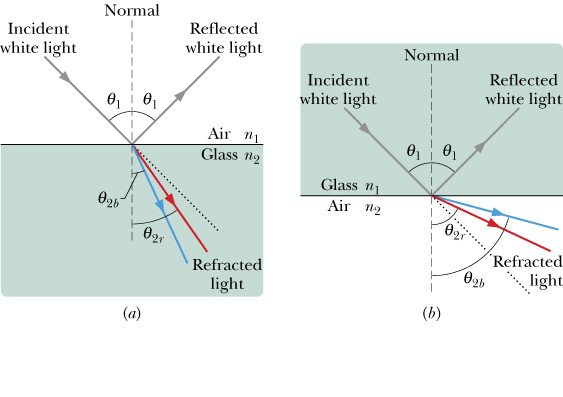 Normal
Incident
white light
Reflected
white light
θ1 θ1
Air n1
Glass n2
θ2b
θ2r
Refracted
light
(a)
Normal
Incident
white light
Reflected
white light
θ1 θ1
Glass n1
Air n2
θ2r
Refracted
light
θ2b
(b)